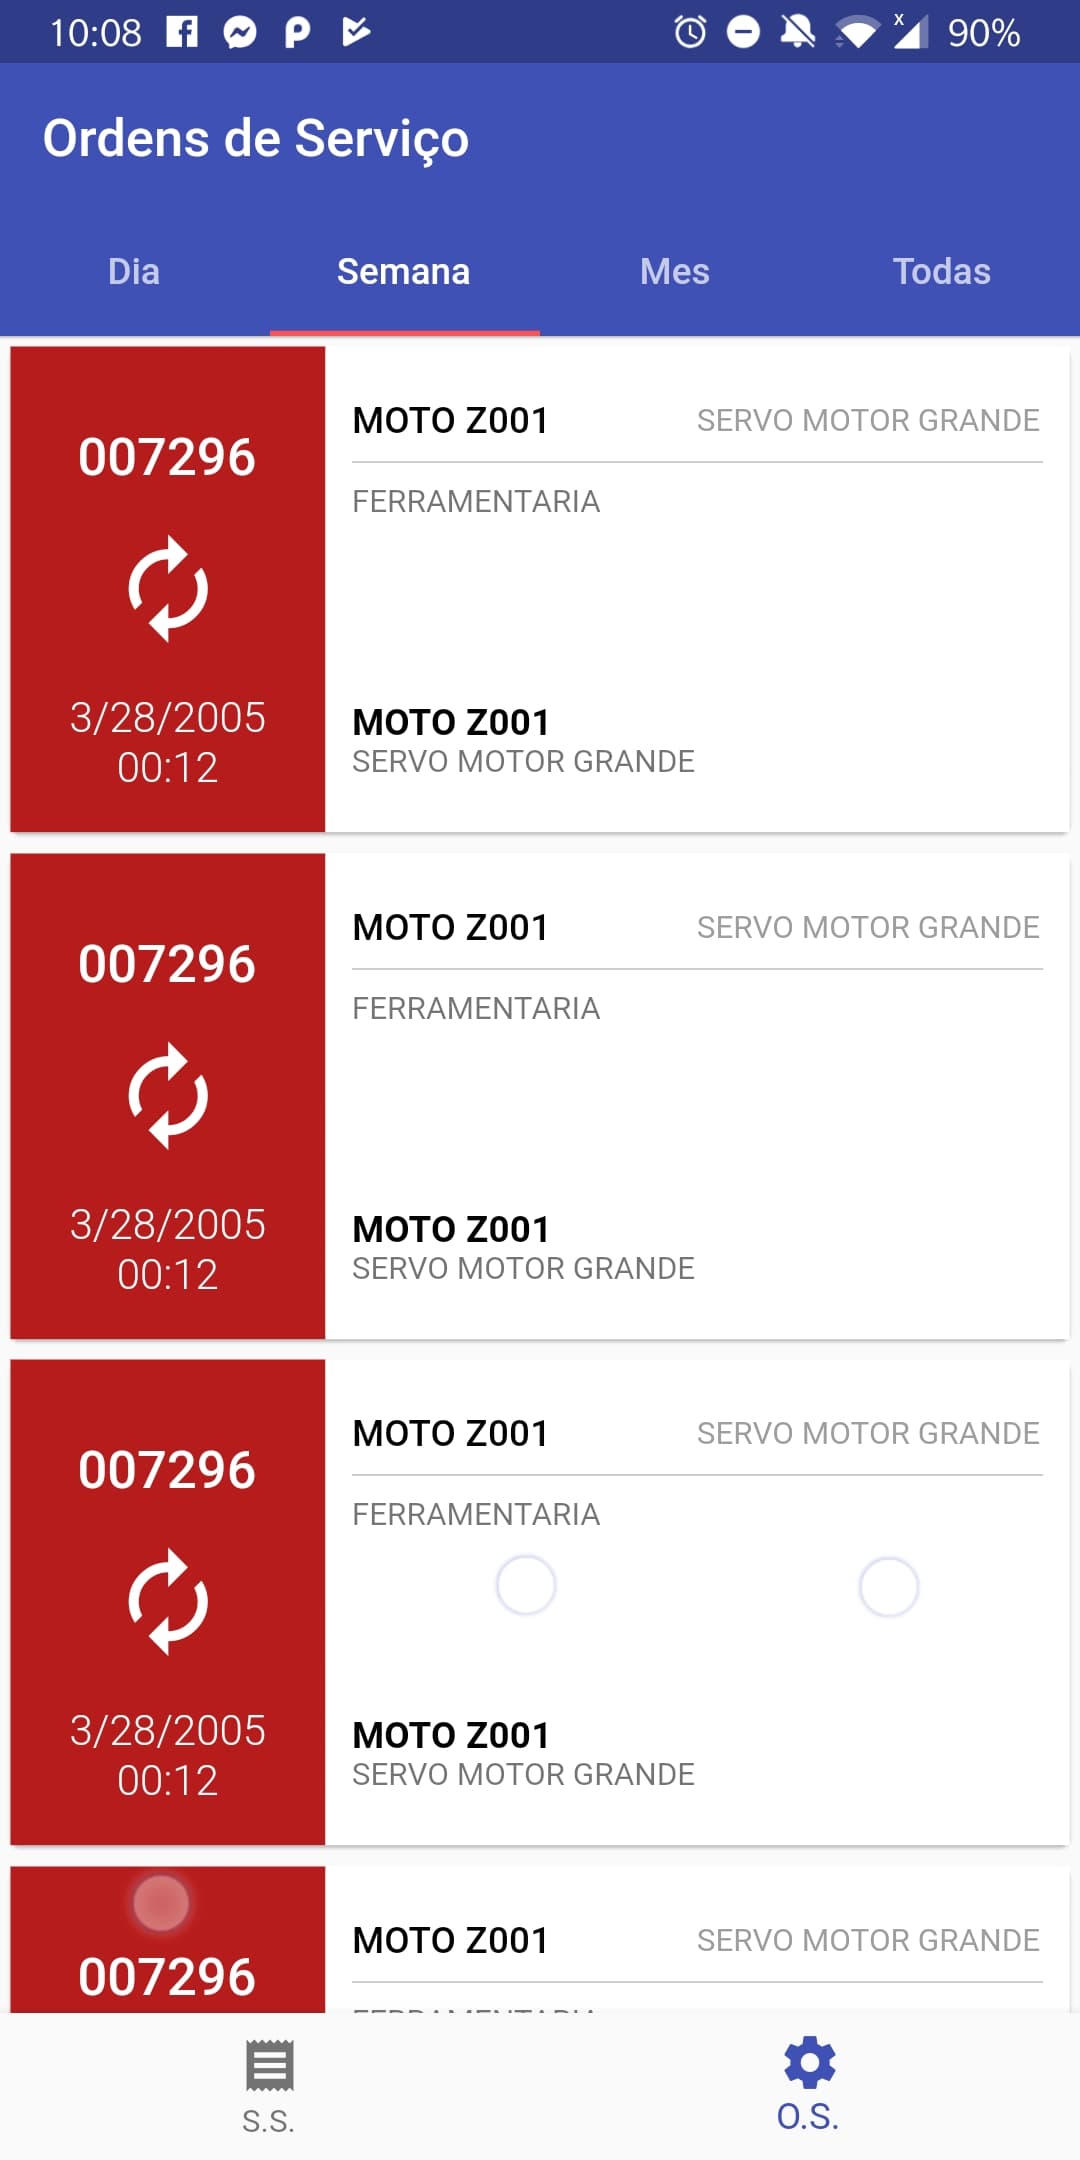 10:08 90%
Ordens de Serviço
Dia Semana Mes Todas
007296
3/28/2005
00:12
MOTO Z001 SERVO MOTOR GRANDE
FERRAMENTARIA
MOTO Z001
SERVO MOTOR GRANDE
007296
3/28/2005
00:12
MOTO Z001 SERVO MOTOR GRANDE
FERRAMENTARIA
MOTO Z001
SERVO MOTOR GRANDE
007296
3/28/2005
00:12
MOTO Z001 SERVO MOTOR GRANDE
FERRAMENTARIA
MOTO Z001
SERVO MOTOR GRANDE
007296
MOTO Z001 SERVO MOTOR GRANDE
S.S. O.S.